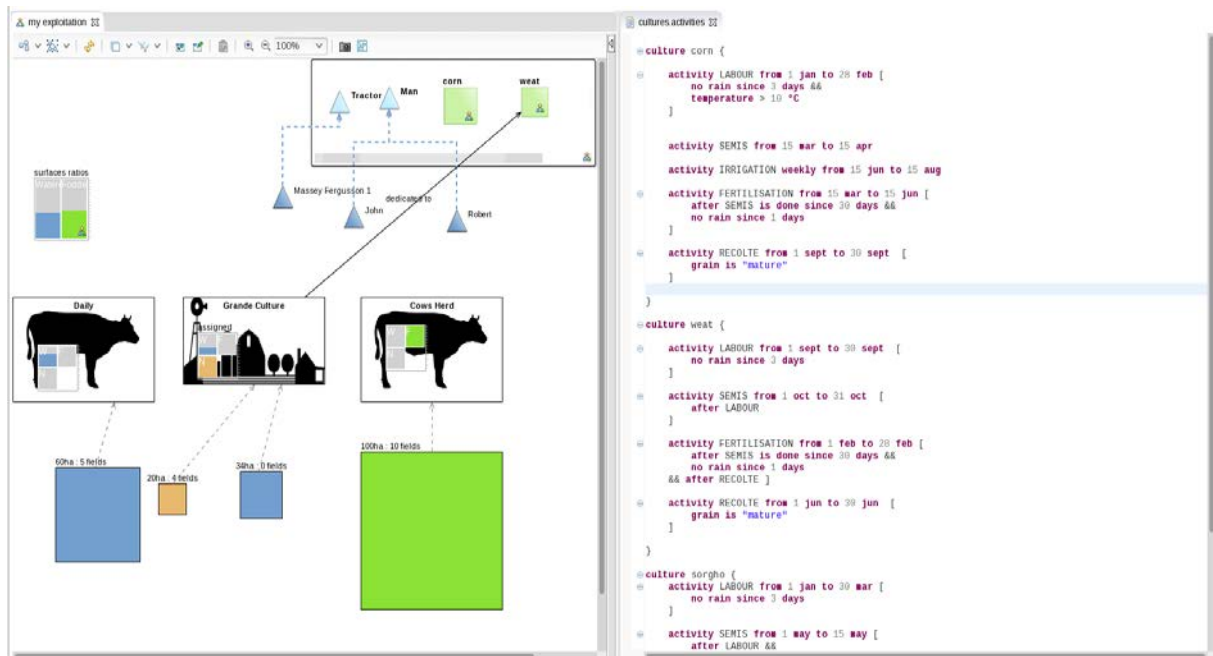 my exploitation
100%
corn
weat
Tractor
Man
surfaces ratios
Massey Fergusson 1
dedicated to
John
Robert
Daily
Grande Culture
Cows Herd
assigned
60ha : 5 fields
20ha : 4 fields
34ha : 0 fields
100ha : 10 fields
cultures.activities
culture corn {
activity LABOUR from 1 jan to 28 feb [
no rain since 3 days &&
temperature > 10 °C
]
activity SEMIS from 15 mar to 15 apr
activity IRRIGATION weekly from 15 jun to 15 aug
activity FERTILISATION from 15 mar to 15 jun [
after SEMIS is done since 30 days &&
no rain since 1 days
]
activity RECOLTE from 1 sept to 30 sept [
grain is "mature"
]
}
culture weat {
activity LABOUR from 1 sept to 30 sept [
no rain since 3 days
]
activity SEMIS from 1 oct to 31 oct [
after LABOUR
]
activity FERTILISATION from 1 feb to 28 feb [
after SEMIS is done since 30 days &&
no rain since 1 days
&& after RECOLTE ]
activity RECOLTE from 1 jun to 30 jun [
grain is "mature"
]
}
culture sorgho {
activity LABOUR from 1 jan to 30 mar [
no rain since 3 days
]
activity SEMIS from 1 may to 15 may [
after LABOUR &&